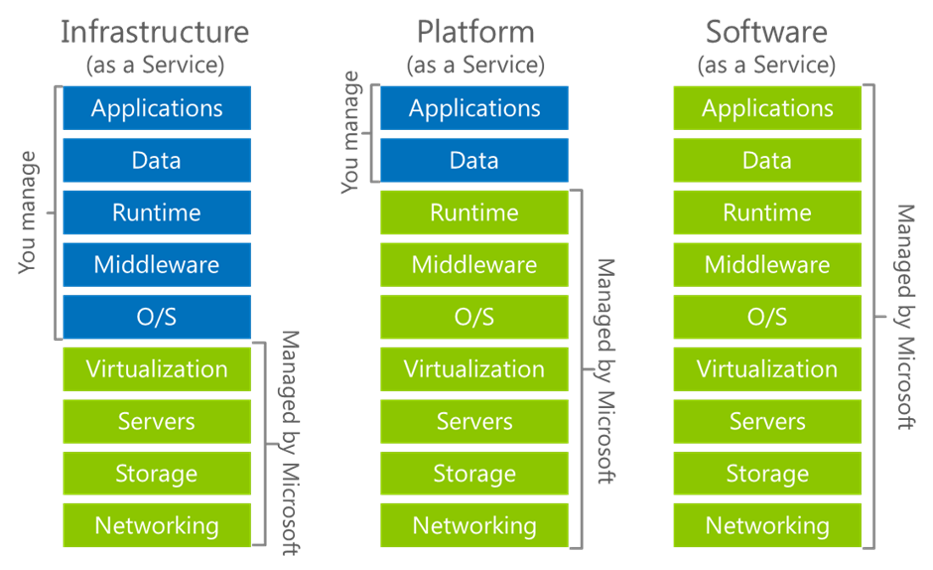 Infrastructure
(as a Service)
You manage
Applications
Data
Runtime
Middleware
O/S
Virtualization
Servers
Storage
Networking
Managed by Microsoft
Platform
(as a Service)
You manage
Applications
Data
Runtime
Middleware
O/S
Virtualization
Servers
Storage
Networking
Managed by Microsoft
Software
(as a Service)
Applications
Data
Runtime
Middleware
O/S
Virtualization
Servers
Storage
Networking
Managed by Microsoft